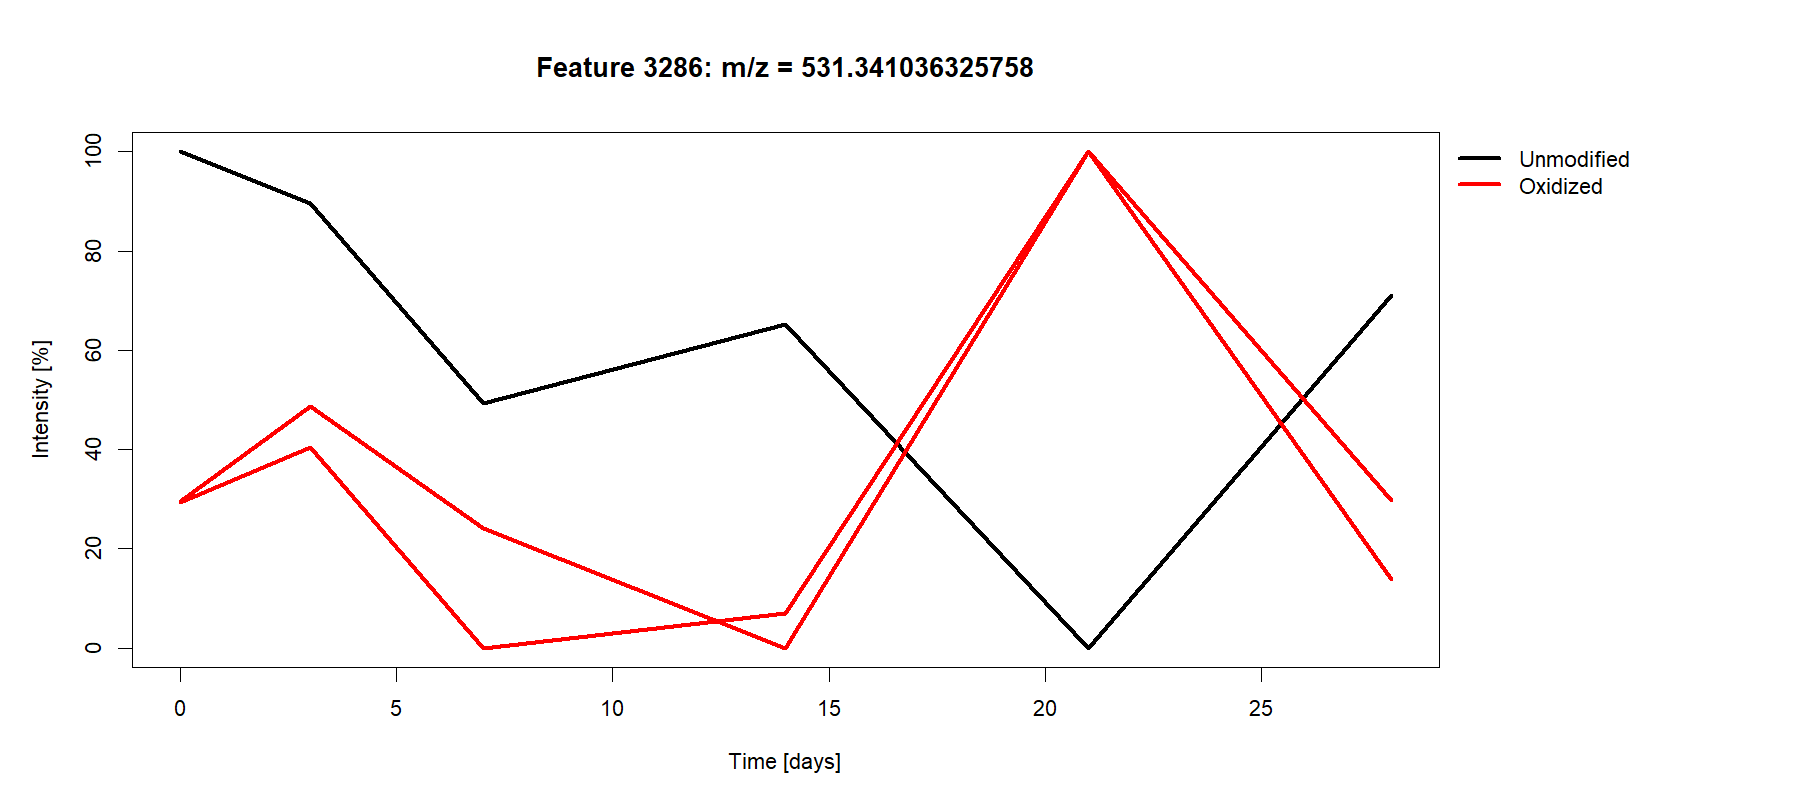 Feature 3286: m/z = 531.341036325758
Unmodified
Oxidized
Intensity [%]
100
80
60
40
20
0
0 5 10 15 20 25
Time [days]